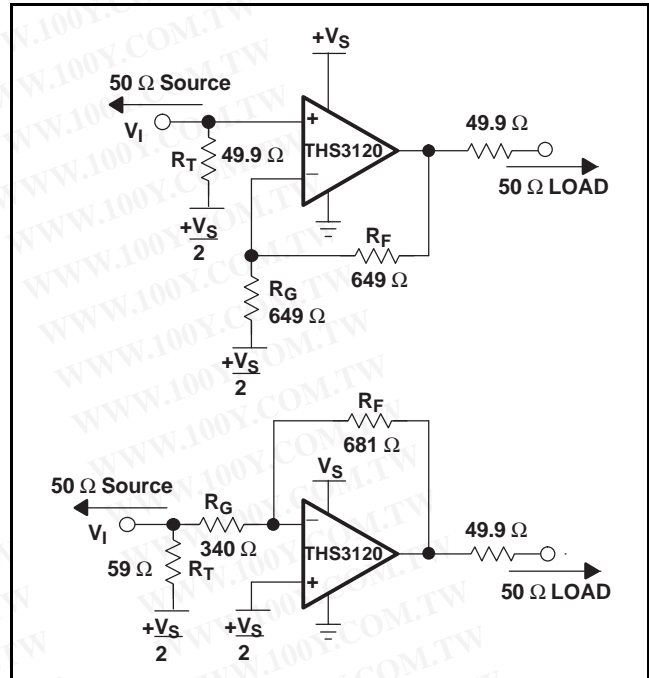 +VS
50 Ω Source
VI
+
THS3120
−
49.9 Ω
50 Ω LOAD
RT
49.9 Ω
+VS
2
RF
649 Ω
RG
649 Ω
+VS
2
RF
681 Ω
VS
50 Ω Source
RG
340 Ω
VI
−
THS3120
+
49.9 Ω
50 Ω LOAD
59 Ω
RT
+VS
2
+VS
2
WWW.100Y.COM.TW